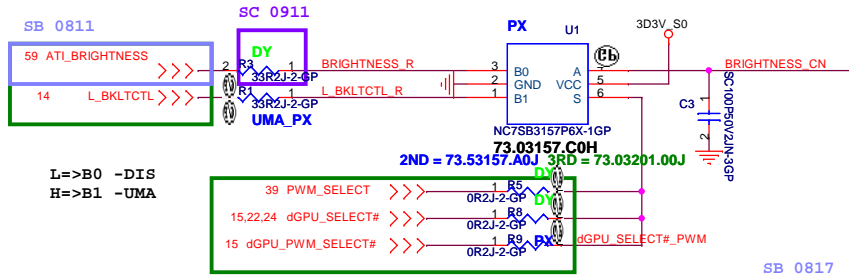 SB 0811
SC 0911
59 ATI_BRIGHTNESS
14 L_BKLTCTL
2 R3 1
DY
33R2J-2-GP
BRIGHTNESS_R
R1 1
33R2J-2-GP
L_BKLTCTL_R
UMA_PX
PX
U1
3 B0 A
2 GND VCC 5
1 B1 S 6
NC7SB3157P6X-1GP
73.03157.C0H
2ND = 73.53157.A0J 3RD = 73.03201.00J
3D3V_S0
BRIGHTNESS_CN
C3
1
2
SC100P50V2JN-3GP
L=>B0 -DIS
H=>B1 -UMA
39 PWM_SELECT
1 R5
DY
0R2J-2-GP
15,22,24 dGPU_SELECT#
1 R8
DY
0R2J-2-GP
15 dGPU_PWM_SELECT#
1 R9
PX
0R2J-2-GP
dGPU_SELECT#_PWM
SB 0817